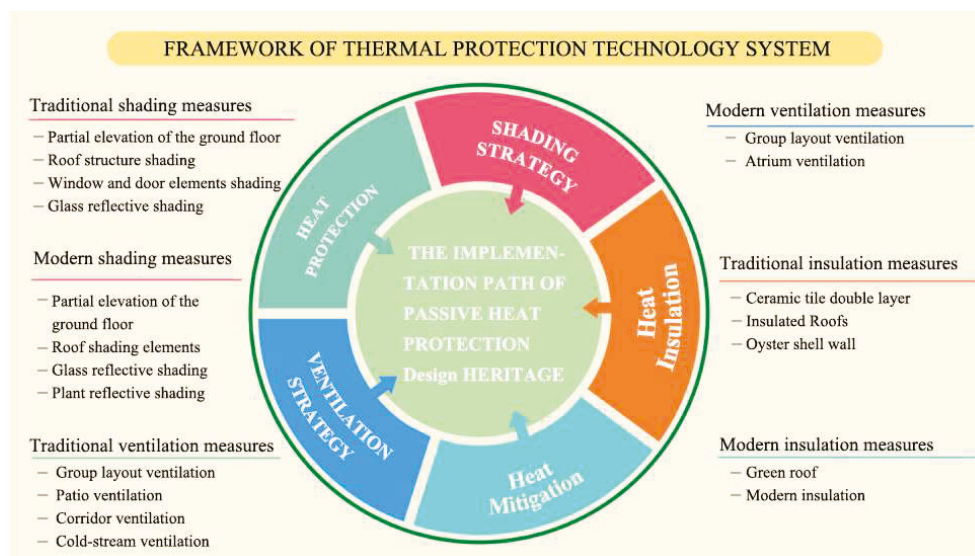 FRAMEWORK OF THERMAL PROTECTION TECHNOLOGY SYSTEM
Traditional shading measures
– Partial elevation of the ground floor
– Roof structure shading
– Window and door elements shading
– Glass reflective shading
Modern shading measures
– Partial elevation of the
ground floor
– Roof shading elements
– Glass reflective shading
– Plant reflective shading
Traditional ventilation measures
– Group layout ventilation
– Patio ventilation
– Corridor ventilation
– Cold-stream ventilation
HEAT
PROTECTION
SHADING
STRATEGY
Heat
Insulation
Heat
Mitigation
VENTILATION
STRATEGY
THE IMPLEMEN-
TATION PATH OF
PASSIVE HEAT
PROTECTION
Design HERITAGE
Modern ventilation measures
– Group layout ventilation
– Atrium ventilation
Traditional insulation measures
– Ceramic tile double layer
– Insulated Roofs
– Oyster shell wall
Modern insulation measures
– Green roof
– Modern insulation